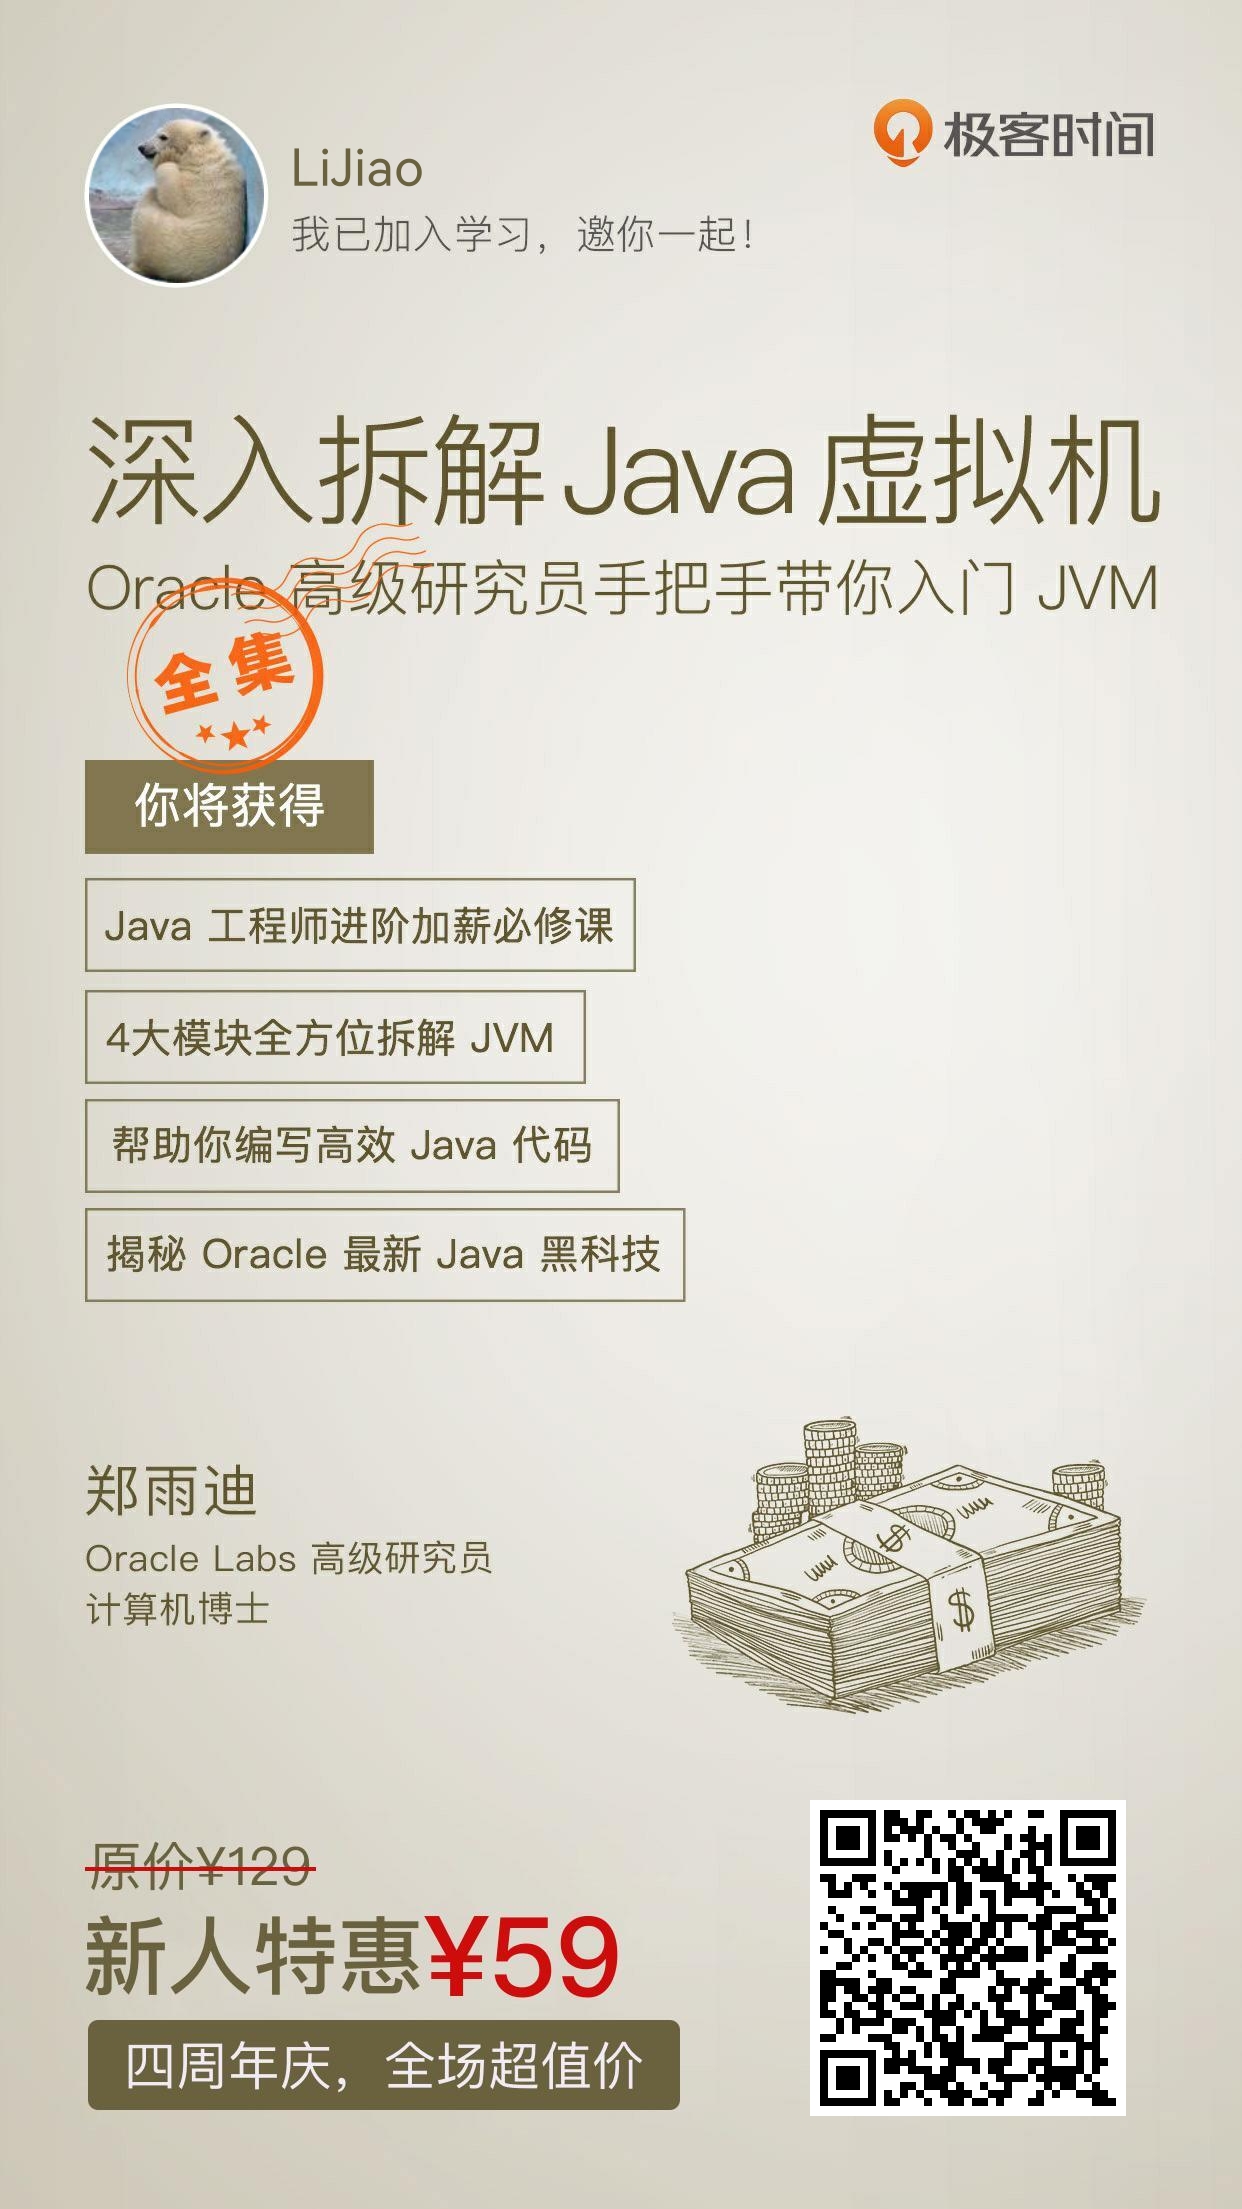 LiJiao
我已加入学习，邀你一起！
极客时间
深入拆解 Java 虚拟机
Oracle 高级研究员手把手带你入门 JVM
全集
你将获得
Java 工程师进阶加薪必修课
4大模块全方位拆解 JVM
帮助你编写高效 Java 代码
揭秘 Oracle 最新 Java 黑科技
郑雨迪
Oracle Labs 高级研究员
计算机博士
$
$
原价¥129
新人特惠¥59
四周年庆，全场超值价